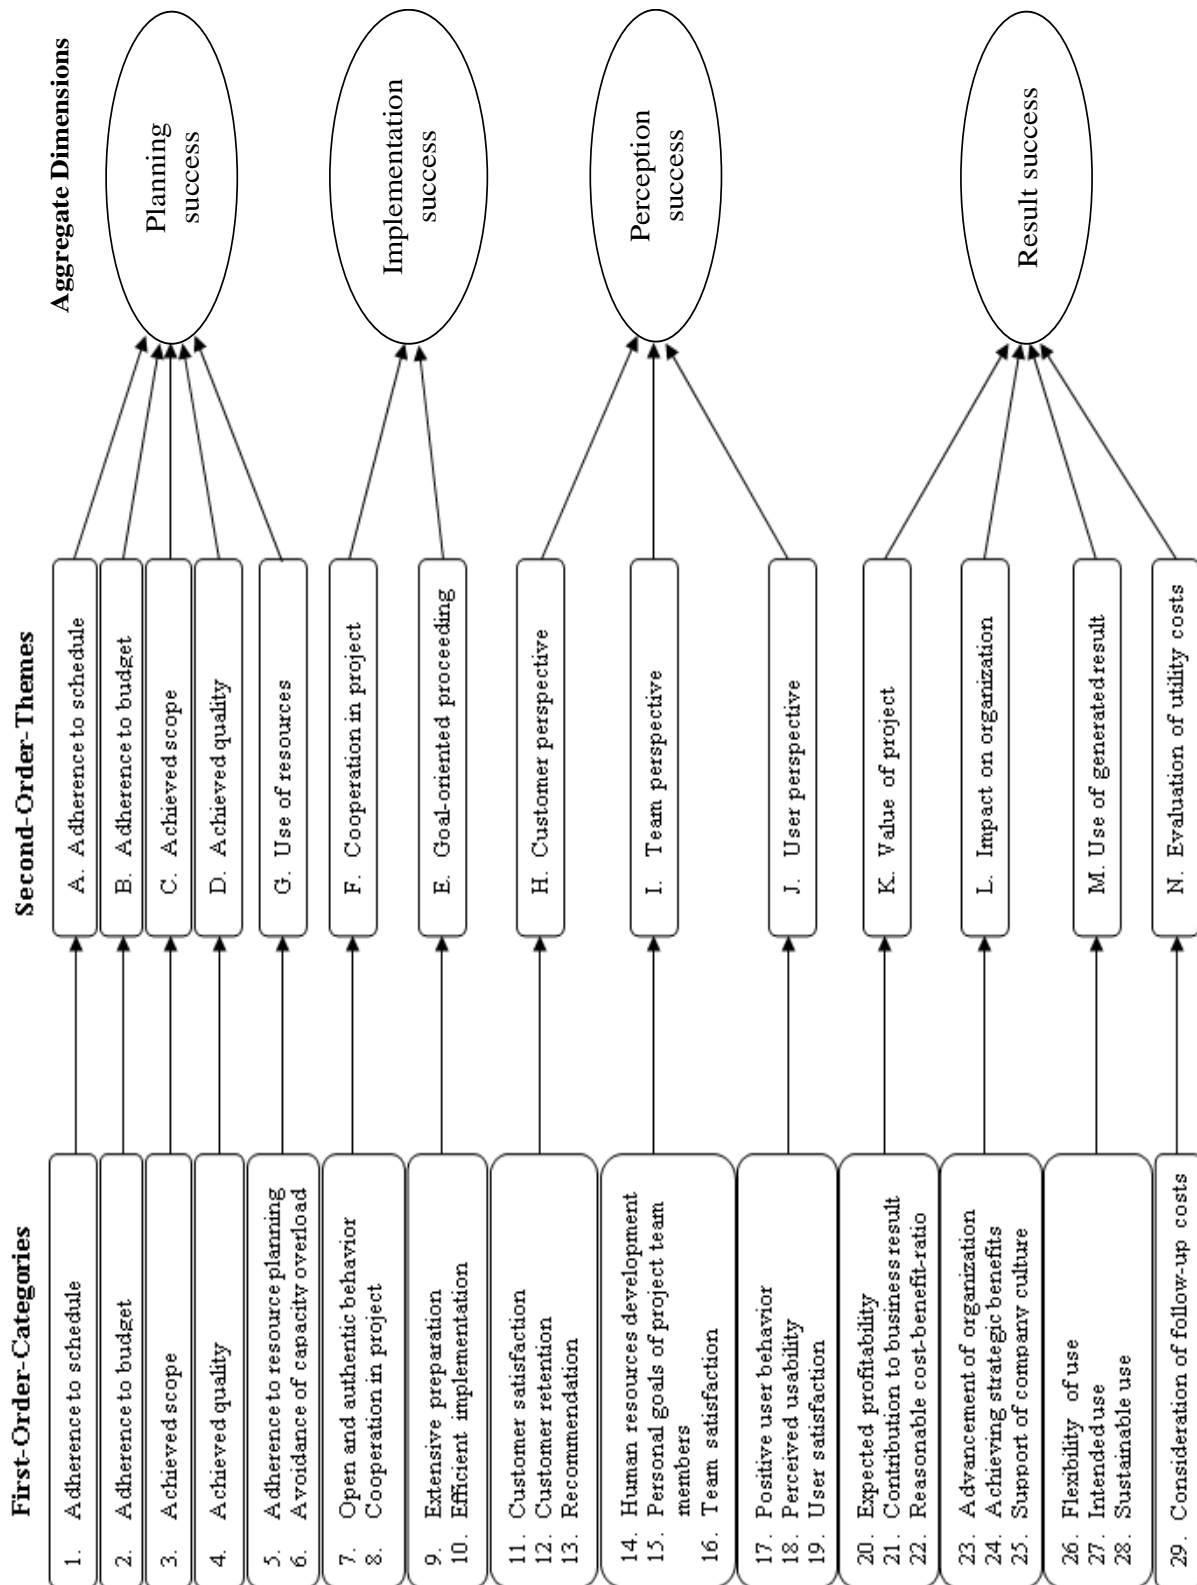 First-Order-Categories
1. Adherence to schedule
2. Adherence to budget
3. Achieved scope
4. Achieved quality
5. Adherence to resource planning
6. Avoidance of capacity overload
7. Open and authentic behavior
8. Cooperation in project
9. Extensive preparation
10. Efficient implementation
11. Customer satisfaction
12. Customer retention
13. Recommendation
14. Human resources development
15. Personal goals of project team
members
16. Team satisfaction
17. Positive user behavior
18. Perceived usability
19. User satisfaction
20. Expected profitability
21. Contribution to business result
22. Reasonable cost-benefit-ratio
23. Advancement of organization
24. Achieving strategic benefits
25. Support of company culture
26. Flexibility of use
27. Intended use
28. Sustainable use
29. Consideration of follow-up costs
Second-Order-Themes
A. Adherence to schedule
B. Adherence to budget
C. Achieved scope
D. Achieved quality
G. Use of resources
F. Cooperation in project
E. Goal-oriented proceeding
H. Customer perspective
I. Team perspective
J. User perspective
K. Value of project
L. Impact on organization
M. Use of generated result
N. Evaluation of utility costs
Aggregate Dimensions
Planning
success
Implementation
success
Perception
success
Result success